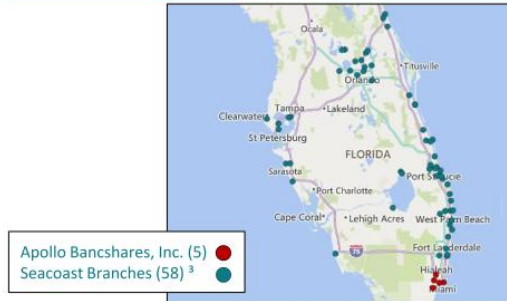 Ocala
Titusville
Orlando
Clearwater
Tampa
Lakeland
St Petersburg
FLORIDA
Sarasota
Port St Lucie
Port Charlotte
Cape Coral
Lehigh Acres
West Palm Beach
Apollo Bancshares, Inc. (5)
Seacoast Branches (58) ³
75
Fort Lauderdale
Hialeah
Miami